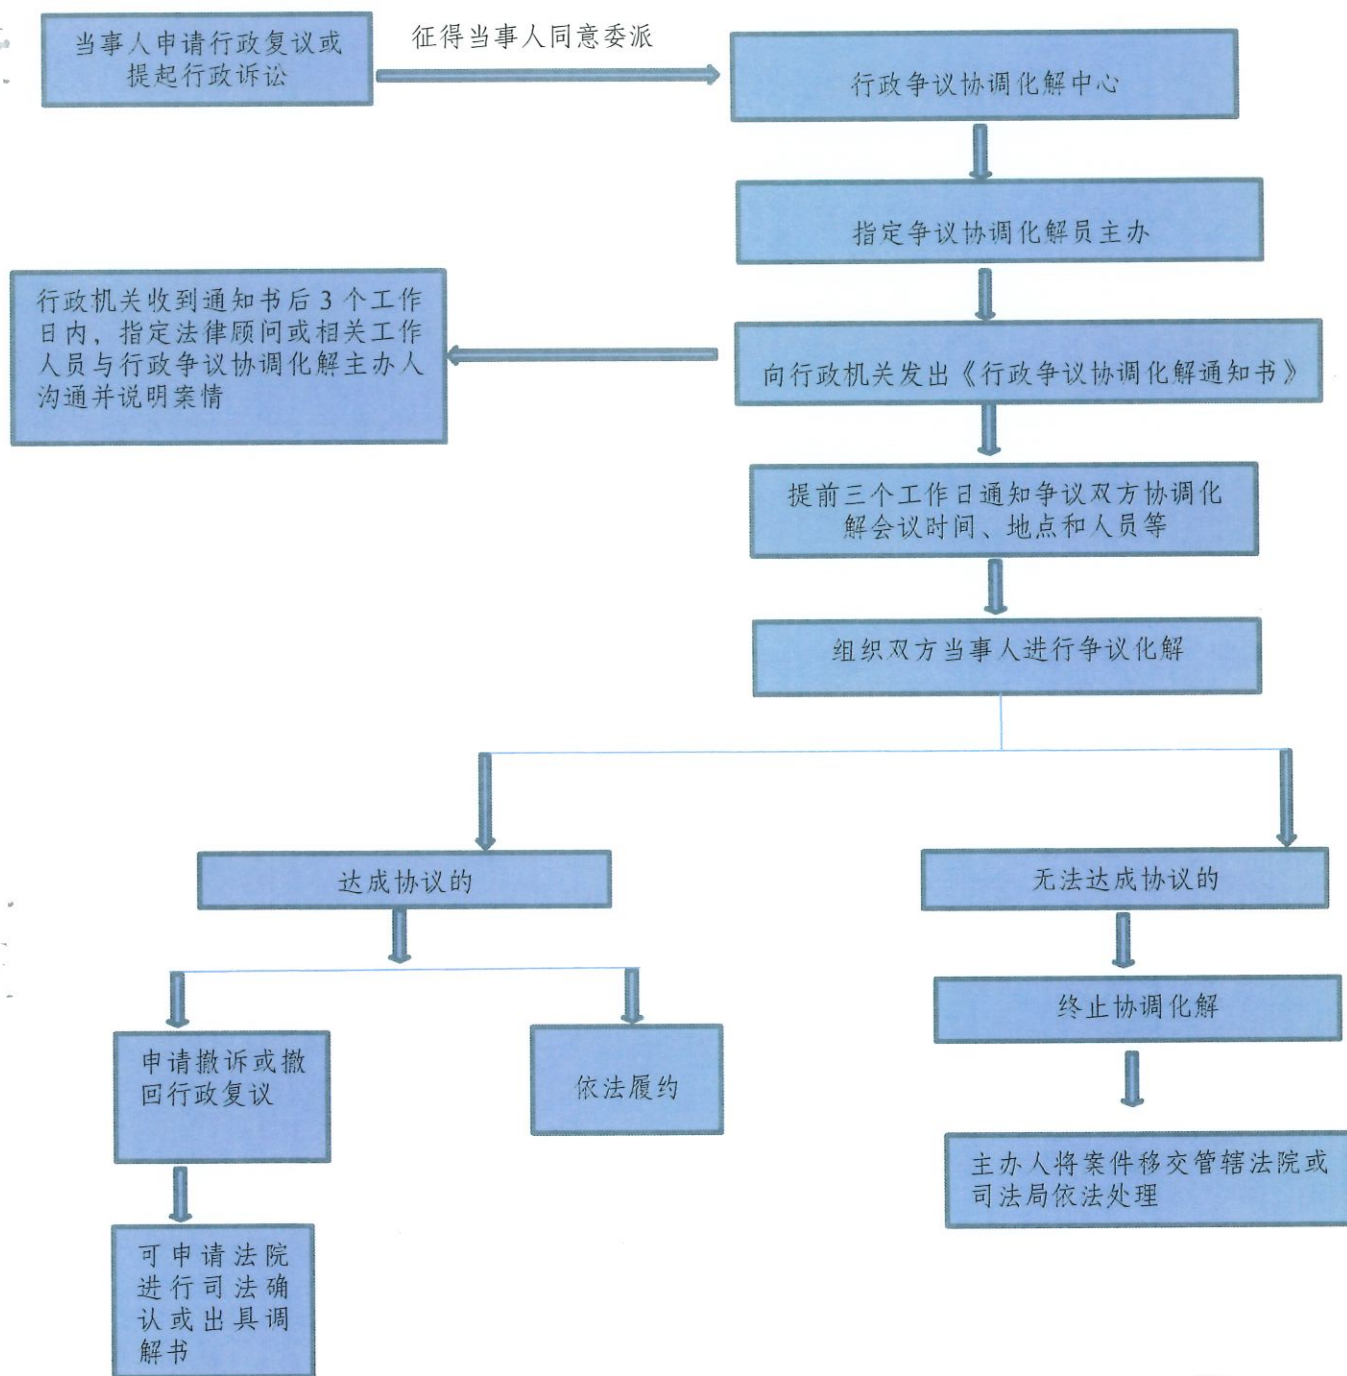 当事人申请行政复议或
提起行政诉讼
征得当事人同意委派
行政争议协调化解中心
指定争议协调化解员主办
行政机关收到通知书后 3 个工作
日内，指定法律顾问或相关工作
人员与行政争议协调化解主办人
沟通并说明案情
向行政机关发出《行政争议协调化解通知书》
提前三个工作日通知争议双方协调化
解会议时间、地点和人员等
组织双方当事人进行争议化解
达成协议的
无法达成协议的
申请撤诉或撤
回行政复议
依法履约
终止协调化解
可申请法院
进行司法确
认或出具调
解书
主办人将案件移交管辖法院或
司法局依法处理